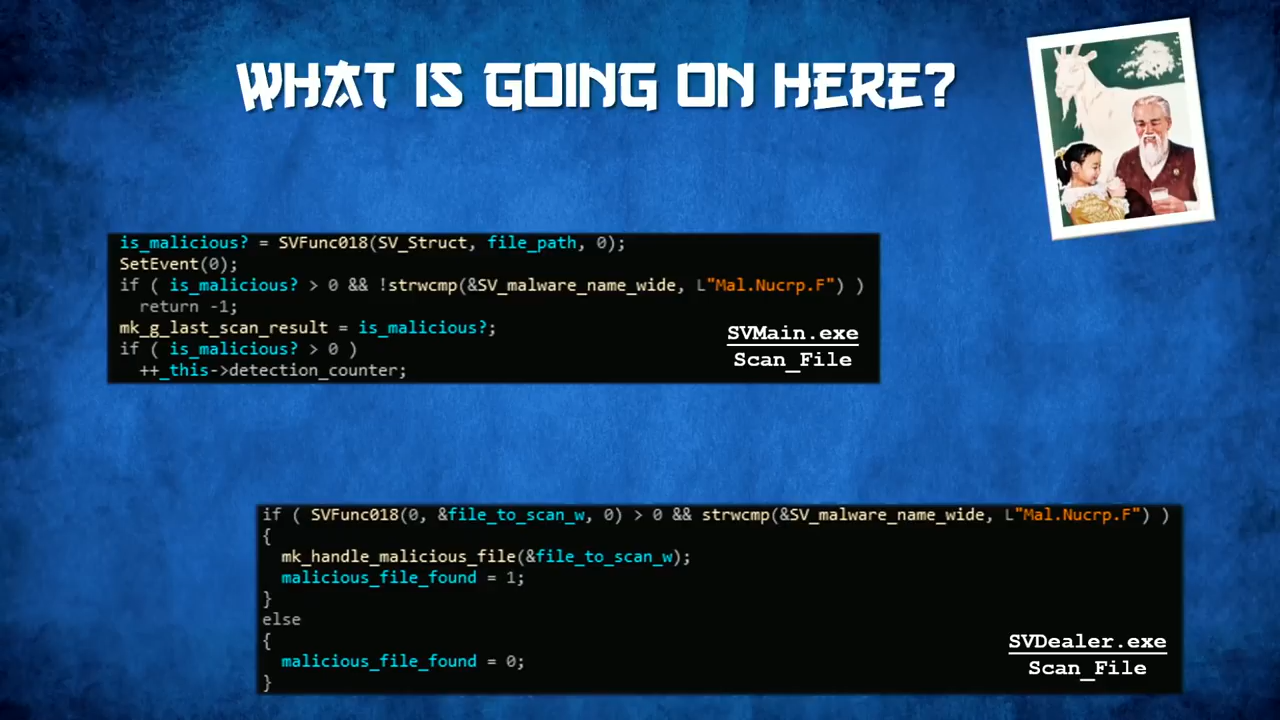 WHAT IS GOING ON HERE?
is_malicious? = SVFunc018(SV_Struct, file_path, 0);
SetEvent(0);
if ( is_malicious? > 0 && !strwcmp(&SV_malware_name_wide, L"Mal.Nucrp.F") )
return -1;
mk_g_last_scan_result = is_malicious?;
if ( is_malicious? > 0 )
++_this->detection_counter;
SVMain.exe
Scan_File
if ( SVFunc018(0, &file_to_scan_w, 0) > 0 && strwcmp(&SV_malware_name_wide, L"Mal.Nucrp.F") )
{
mk_handle_malicious_file(&file_to_scan_w);
malicious_file_found = 1;
}
else
{
malicious_file_found = 0;
}
SVDealer.exe
Scan_File